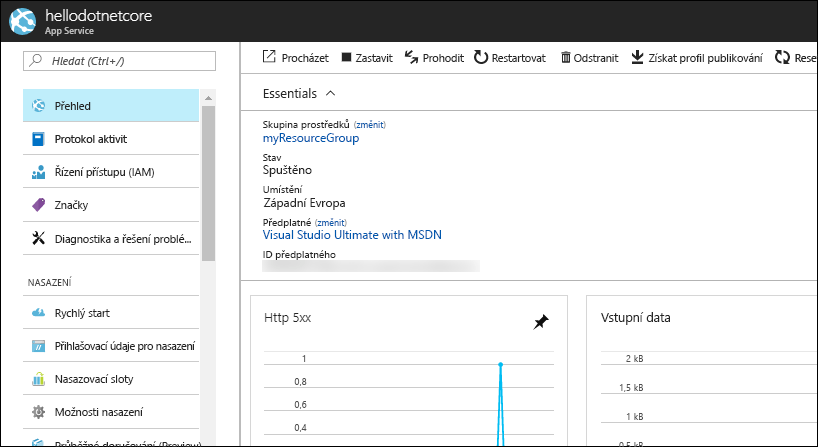 hellodotnetcore
App Service
Hledat (Ctrl+/)
Procházet Zastavit Prohodit Restartovat Odstranit Získat profil publikování Rese
Přehled
Protokol aktivit
Řízení přístupu (IAM)
Značky
Diagnostika a řešení problé...
NASAZENÍ
Rychlý start
Přihlašovací údaje pro nasazení
Nasazovací sloty
Možnosti nasazení
Průběžné doručování (Preview)
Essentials
Skupina prostředků (změnit)
myResourceGroup
Stav
Spuštěno
Umístění
Západní Evropa
Předplatné (změnit)
Visual Studio Ultimate with MSDN
ID předplatného
Http 5xx
1
0,8
0,6
0,4
Vstupní data
2 kB
1,5 kB
1 kB
0,5 kB